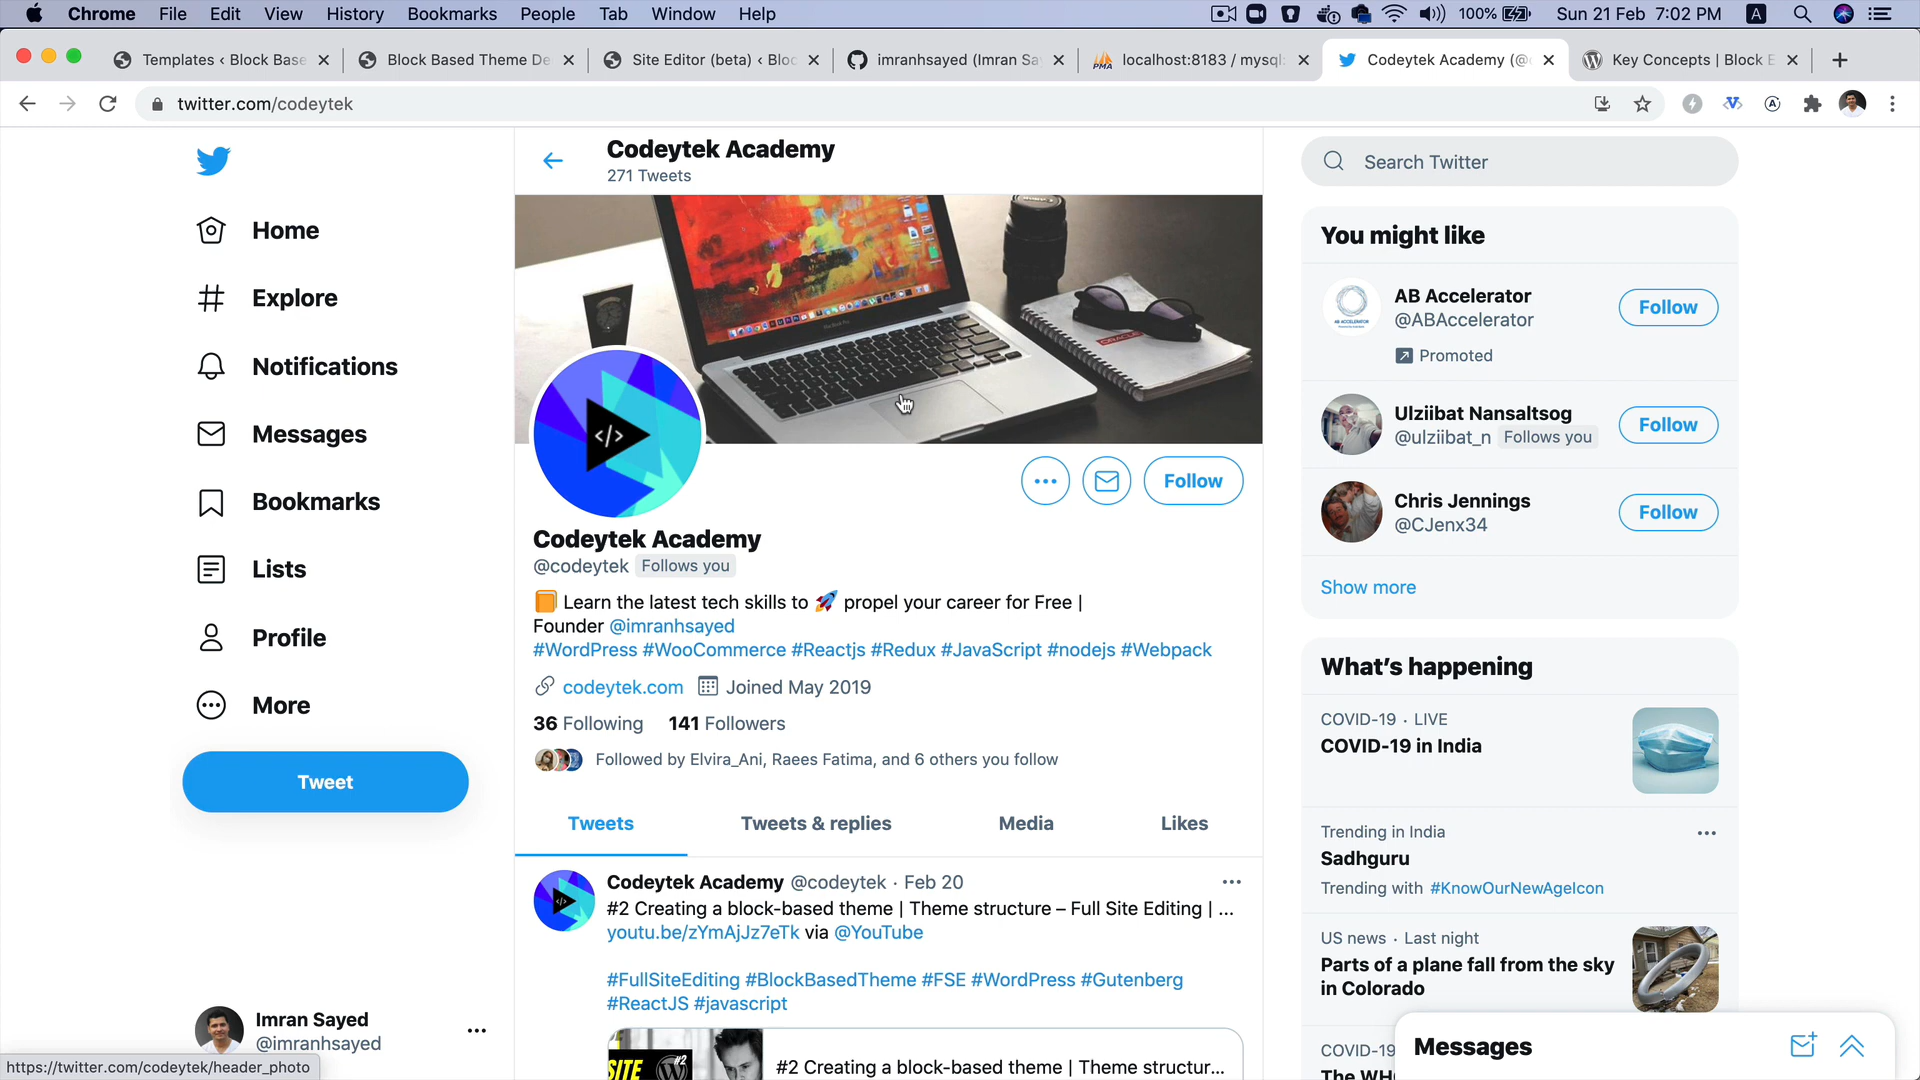 Chrome File Edit View History Bookmarks People Tab Window Help 100% Sun 21 Feb 7:02 PM A
Templates ‹ Block Base
Block Based Theme De
Site Editor (beta) ‹ Bloc
imranhsayed (Imran Sa
localhost:8183 / mysql:
Codeytek Academy (@c
Key Concepts | Block E
twitter.com/codeytek
Codeytek Academy
271 Tweets
Home
Explore
Notifications
Messages
Bookmarks
Lists
Profile
More
Tweet
Imran Sayed
@imranhsayed
https://twitter.com/codeytek/header_photo
Follow
Codeytek Academy
@codeytek Follows you
Learn the latest tech skills to propel your career for Free |
Founder @imranhsayed
#WordPress #WooCommerce #Reactjs #Redux #JavaScript #nodejs #Webpack
codeytek.com Joined May 2019
36 Following 141 Followers
Followed by Elvira_Ani, Raees Fatima, and 6 others you follow
Tweets Tweets & replies Media Likes
Codeytek Academy @codeytek · Feb 20
#2 Creating a block-based theme | Theme structure – Full Site Editing | ...
youtu.be/zYmAjJz7eTk via @YouTube
#FullSiteEditing #BlockBasedTheme #FSE #WordPress #Gutenberg
#ReactJS #javascript
SITE #2
#2 Creating a block-based theme | Theme structur...
Search Twitter
You might like
AB Accelerator
@ABAccelerator
Promoted
Follow
Ulziibat Nansaltsog
@ulziibat_n Follows you
Follow
Chris Jennings
@CJenx34
Follow
Show more
What’s happening
COVID-19 · LIVE
COVID-19 in India
Trending in India
Sadhguru
Trending with #KnowOurNewAgeIcon
US news · Last night
Parts of a plane fall from the sky
in Colorado
COVID-19
The WH
Messages